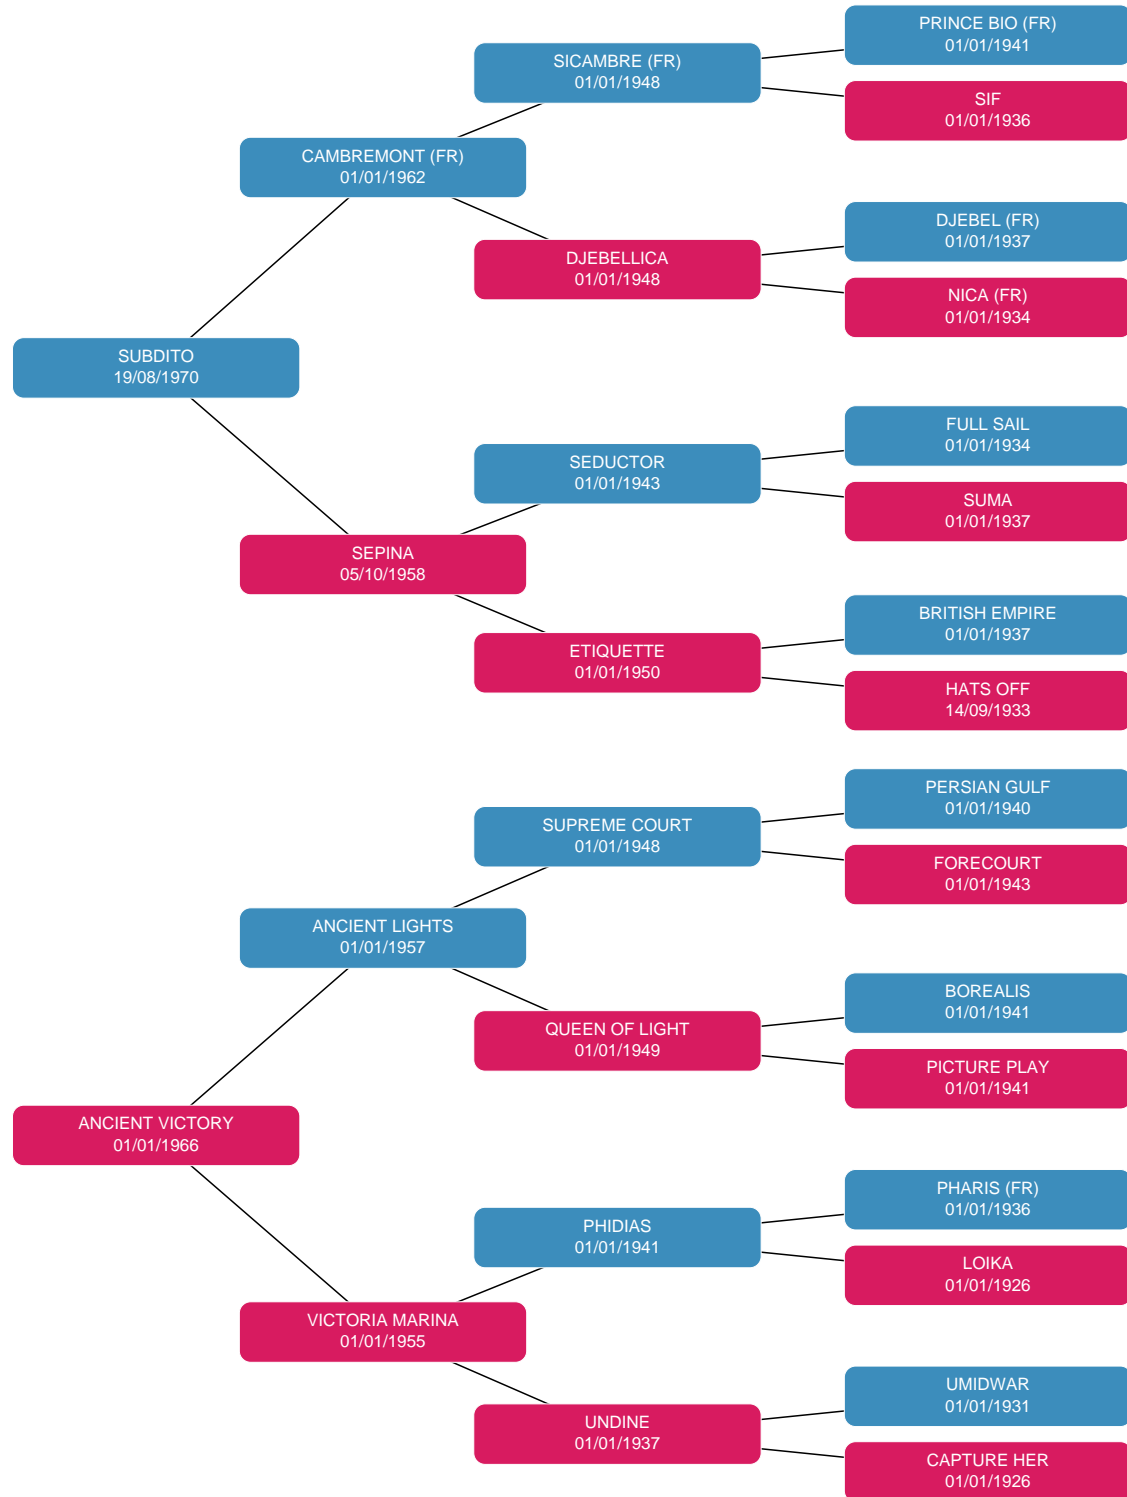 PRINCE BIO (FR)
01/01/1941
SICAMBRE (FR)
01/01/1948
SIF
01/01/1936
CAMBREMONT (FR)
01/01/1962
DJEBEL (FR)
01/01/1937
DJEBELLICA
01/01/1948
NICA (FR)
01/01/1934
SUBDITO
19/08/1970
FULL SAIL
01/01/1934
SEDUCTOR
01/01/1943
SUMA
01/01/1937
SEPINA
05/10/1958
BRITISH EMPIRE
01/01/1937
ETIQUETTE
01/01/1950
HATS OFF
14/09/1933
PERSIAN GULF
01/01/1940
SUPREME COURT
01/01/1948
FORECOURT
01/01/1943
ANCIENT LIGHTS
01/01/1957
BOREALIS
01/01/1941
QUEEN OF LIGHT
01/01/1949
PICTURE PLAY
01/01/1941
ANCIENT VICTORY
01/01/1966
PHARIS (FR)
01/01/1936
PHIDIAS
01/01/1941
LOIKA
01/01/1926
VICTORIA MARINA
01/01/1955
UMIDWAR
01/01/1931
UNDINE
01/01/1937
CAPTURE HER
01/01/1926